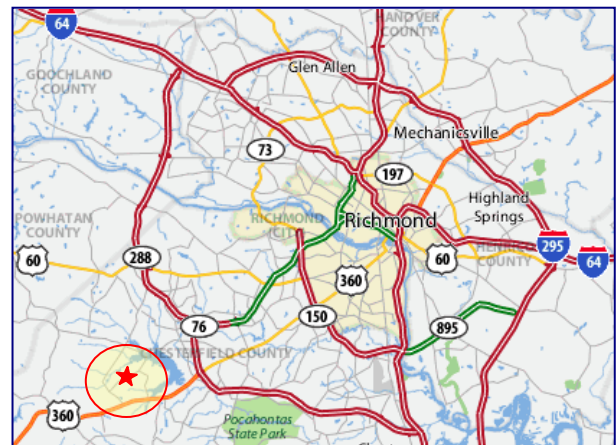 HANOVER
COUNTY
64
Glen Allen
GOOCHLAND
COUNTY
Mechanicsville
73
197
Highland
Springs
POWHATAN
COUNTY
RICHMOND
(CITY)
Richmond
HENRICO
COUNTY
295
60
288
60
64
360
76
150
895
CHESTERFIELD COUNTY
360
Pocahontas
State Park